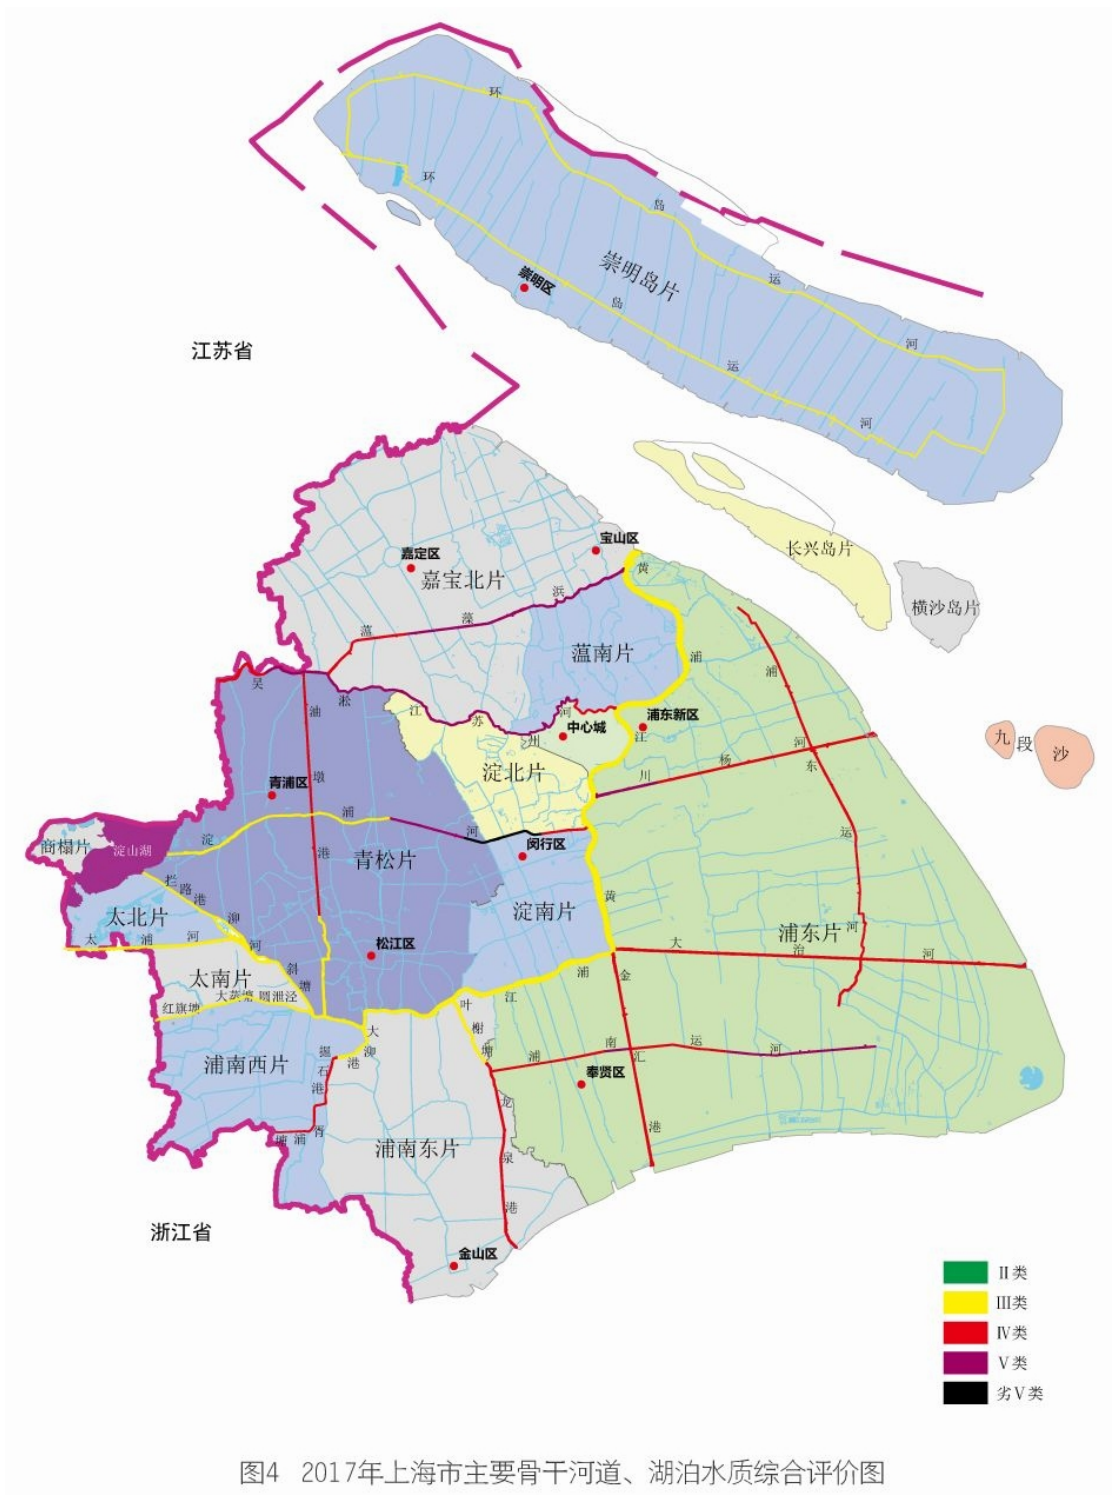 环
环
岛
崇明岛片
运
崇明区
岛
河
江苏省
运
河
长兴岛片
横沙岛片
宝山区
嘉定区
嘉宝北片
黄
浜
藻
蕰
蕰南片
浦
浦
吴
淞
江
苏
州
河
中心城
浦东新区
江
九
段
沙
油
墩
港
淀北片
川
杨
河
东
运
河
青浦区
浦
淀
河
闵行区
商榻片
淀山湖
青松片
拦
路
港
泖
河
太北片
太
浦
河
淀南片
黄
浦东片
大
治
河
松江区
斜
塘
太南片
大蒸塘
圆泄泾
红旗塘
浦
江
金
汇
港
叶
榭
塘
大
泖
港
掘
石
港
浦南西片
浦
南
运
河
奉贤区
龙
泉
港
胥
浦
塘
浦南东片
浙江省
金山区
II类
III类
IV类
V类
劣V类
图4 2017年上海市主要骨干河道、湖泊水质综合评价图